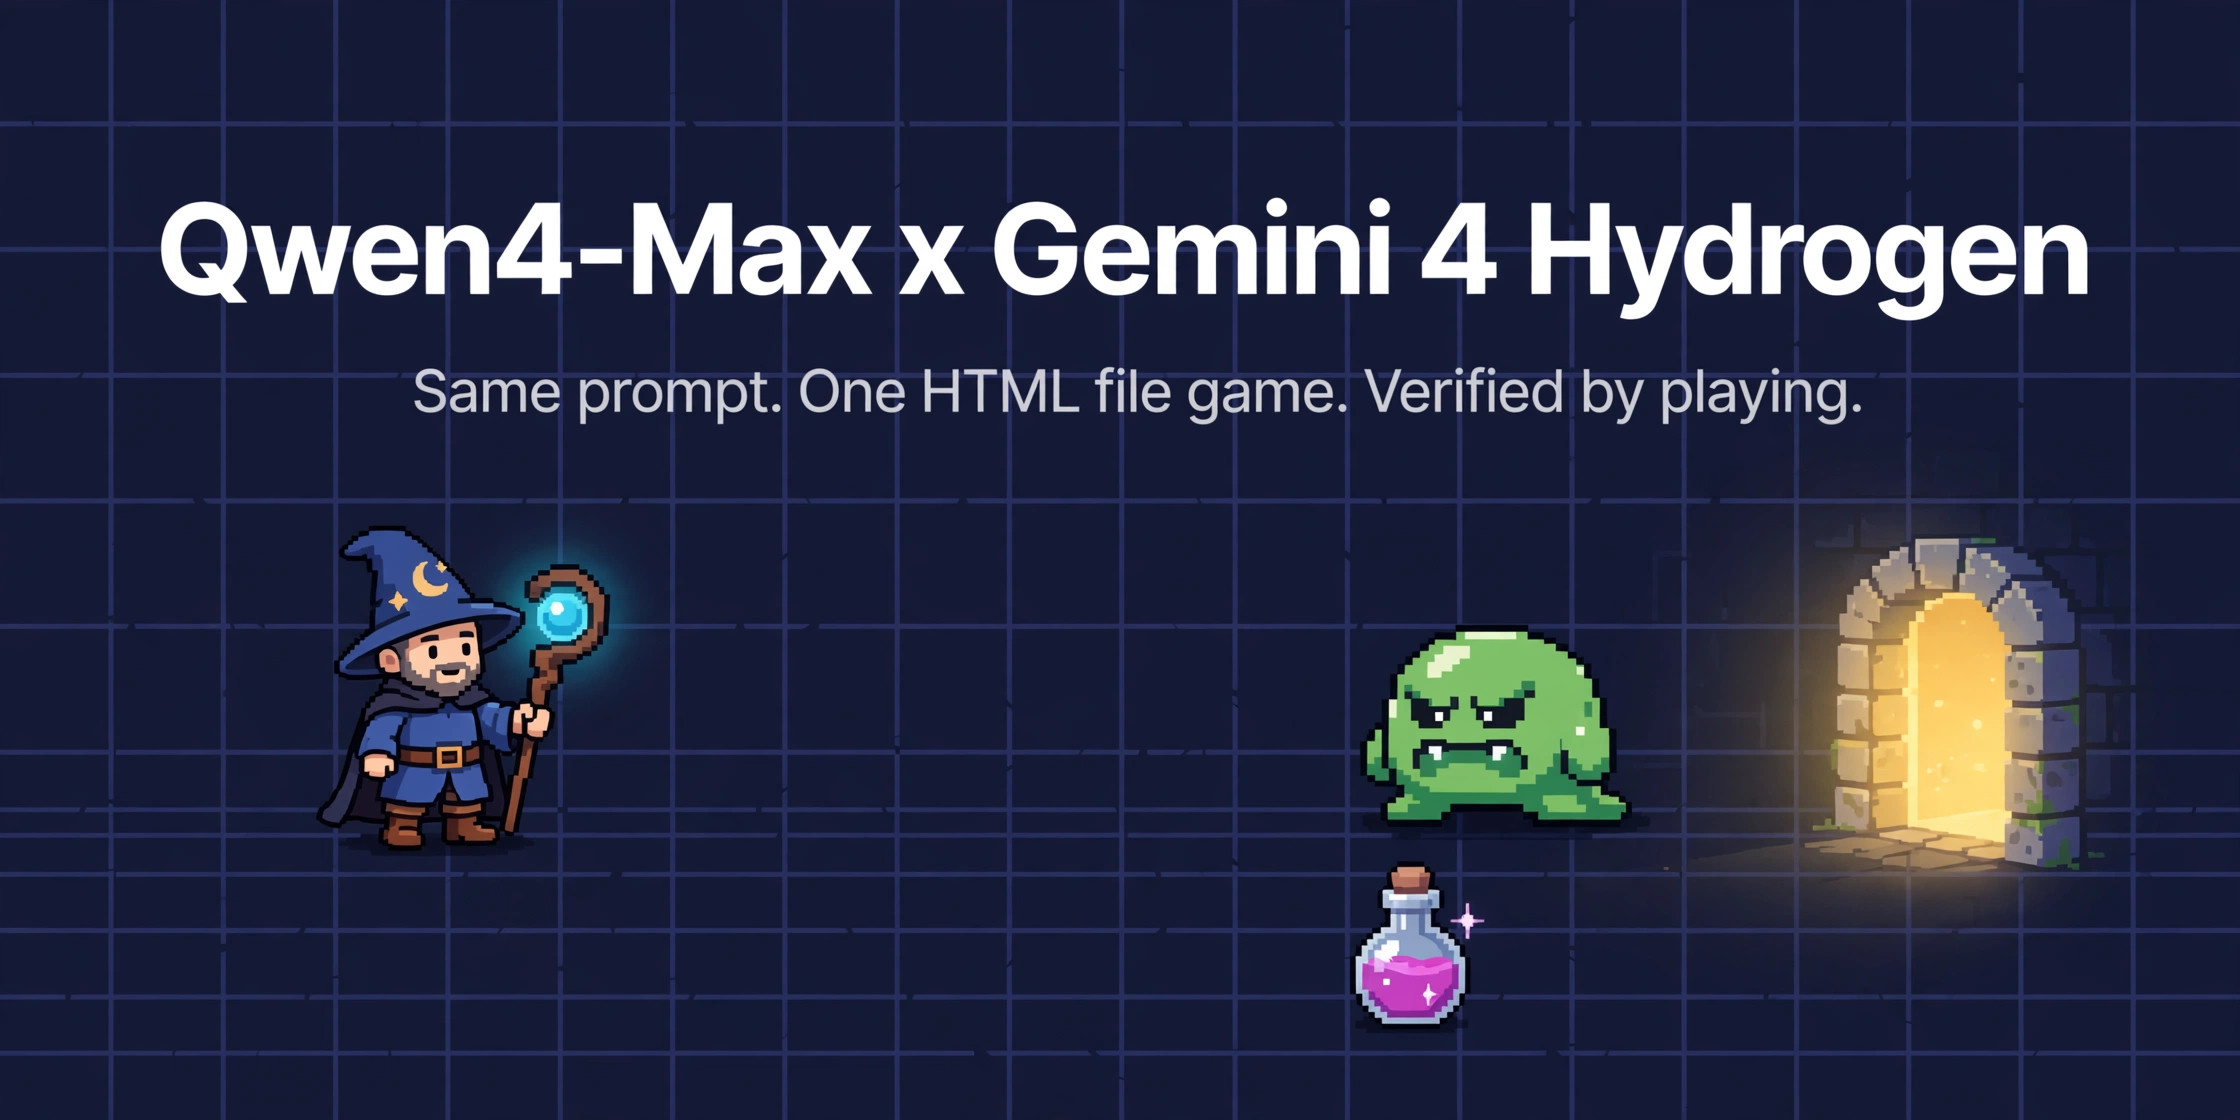 Qwen4-Max x Gemini 4 Hydrogen
Same prompt. One HTML file game. Verified by playing.